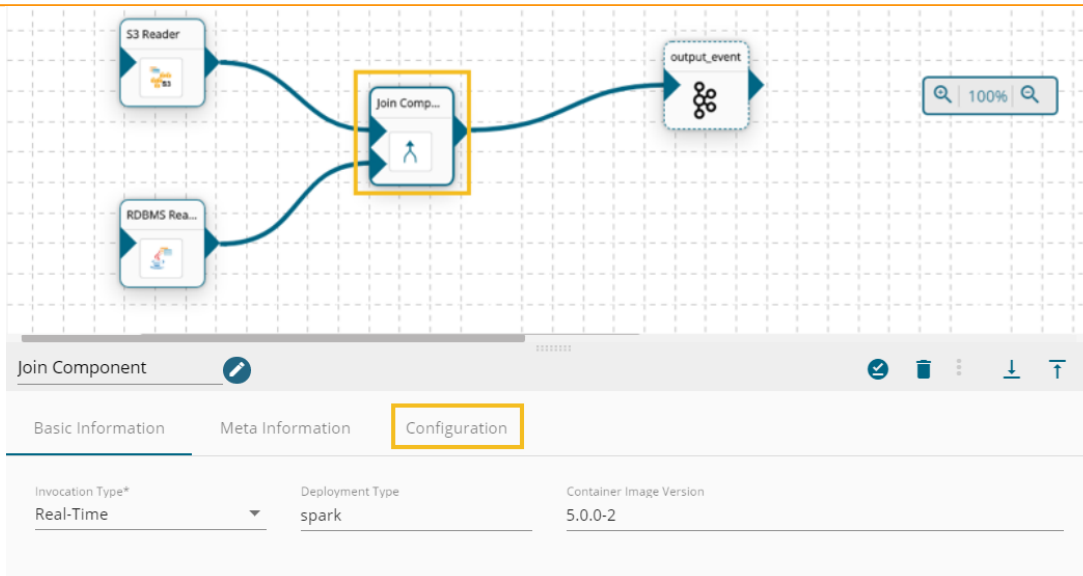 S3 Reader
S3
Join Comp...
output_event
100%
RDBMS Rea...
Join Component
Basic Information
Meta Information
Configuration
Invocation Type*
Deployment Type
Container Image Version
Real-Time
spark
5.0.0-2